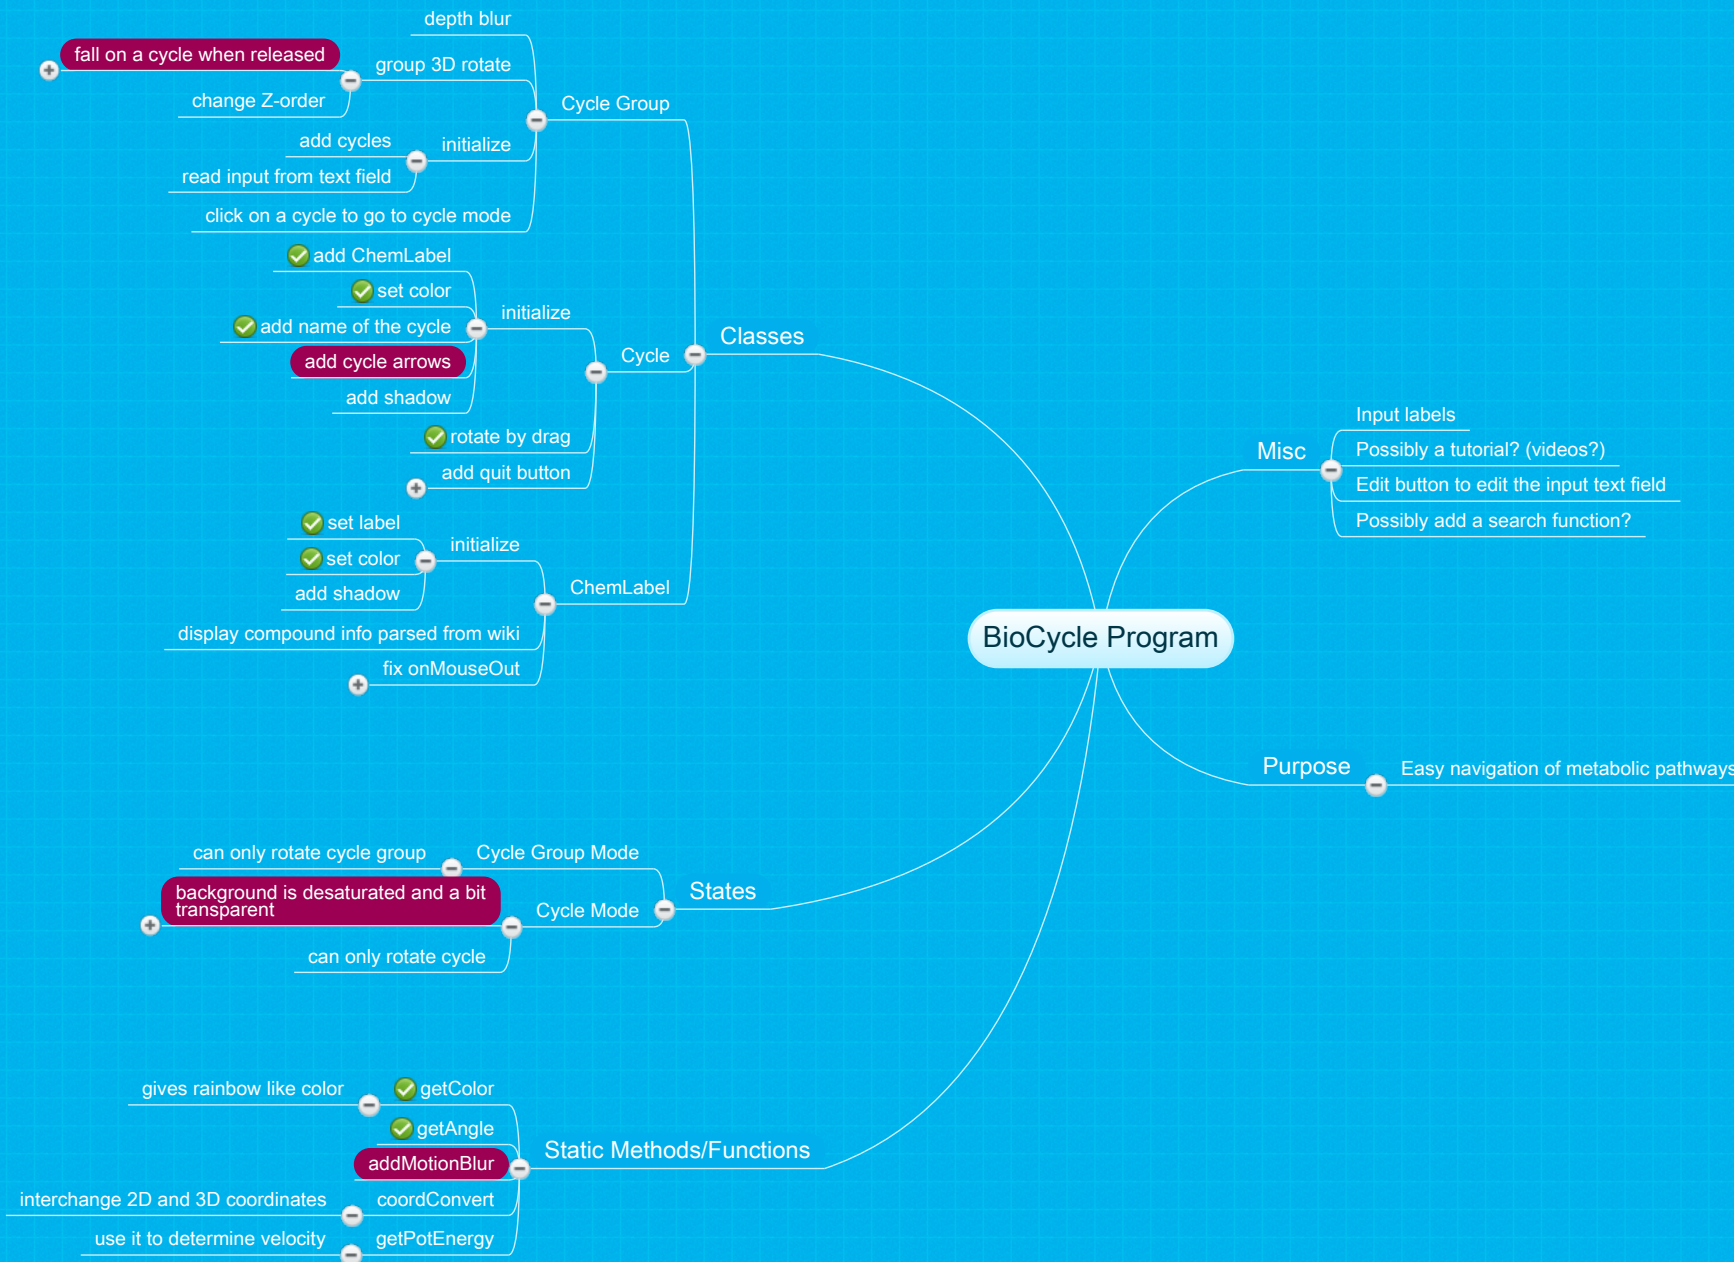 depth blur
fall on a cycle when released
group 3D rotate
change Z-order
Cycle Group
add cycles
initialize
read input from text field
click on a cycle to go to cycle mode
add ChemLabel
set color
initialize
add name of the cycle
add cycle arrows
add shadow
Cycle
Classes
rotate by drag
add quit button
set label
initialize
set color
add shadow
ChemLabel
display compound info parsed from wiki
fix onMouseOut
Misc
Input labels
Possibly a tutorial? (videos?)
Edit button to edit the input text field
Possibly add a search function?
BioCycle Program
Purpose
Easy navigation of metabolic pathways
can only rotate cycle group
Cycle Group Mode
background is desaturated and a bit
transparent
Cycle Mode
States
can only rotate cycle
gives rainbow like color
getColor
getAngle
addMotionBlur
Static Methods/Functions
interchange 2D and 3D coordinates
coordConvert
use it to determine velocity
getPotEnergy